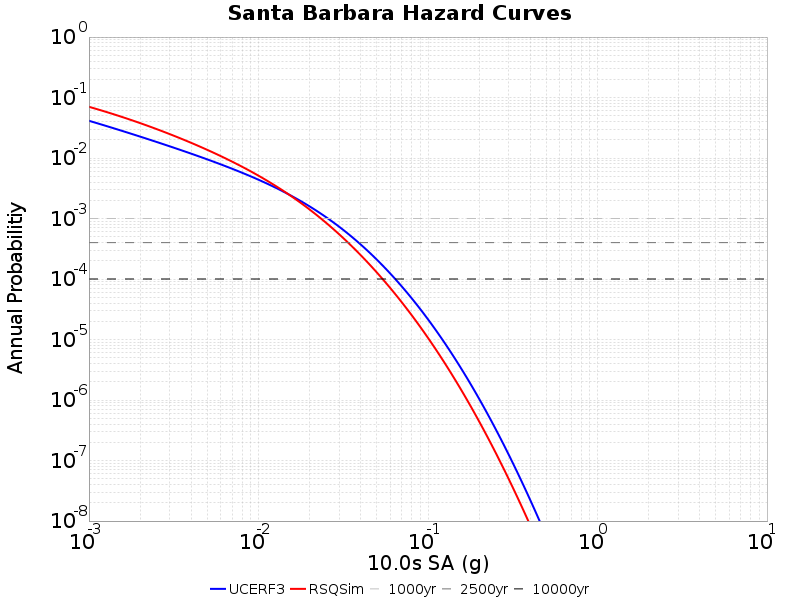 Santa Barbara Hazard Curves
10^0
10^-1
10^-2
10^-3
10^-4
10^-5
10^-6
10^-7
10^-8
Annual Probabilitiy
10^-3 10^-2 10^-1 10^0 10^1
10.0s SA (g)
UCERF3 RSQSim 1000yr 2500yr 10000yr